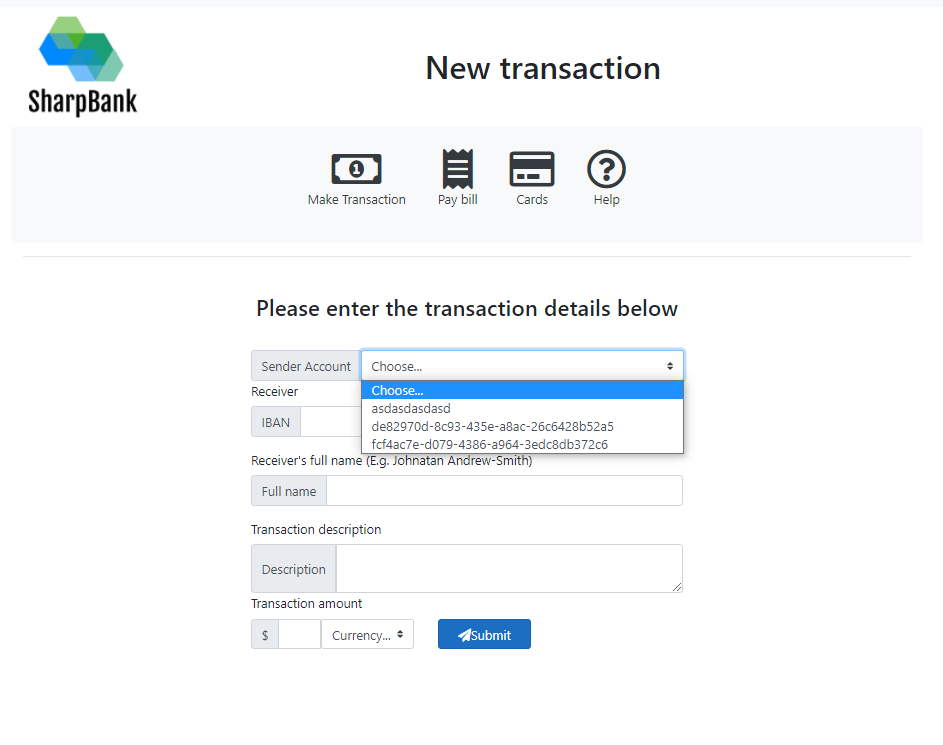 SharpBank
New transaction
1
Make Transaction
Pay bill
Cards
Help
Please enter the transaction details below
Sender Account
Choose...
Choose...
asdasdasdasd
de82970d-8c93-435e-a8ac-26c6428b52a5
fcf4ac7e-d079-4386-a964-3edc8db372c6
Receiver
IBAN
Receiver's full name (E.g. Johnatan Andrew-Smith)
Full name
Transaction description
Description
Transaction amount
$
Currency...
Submit